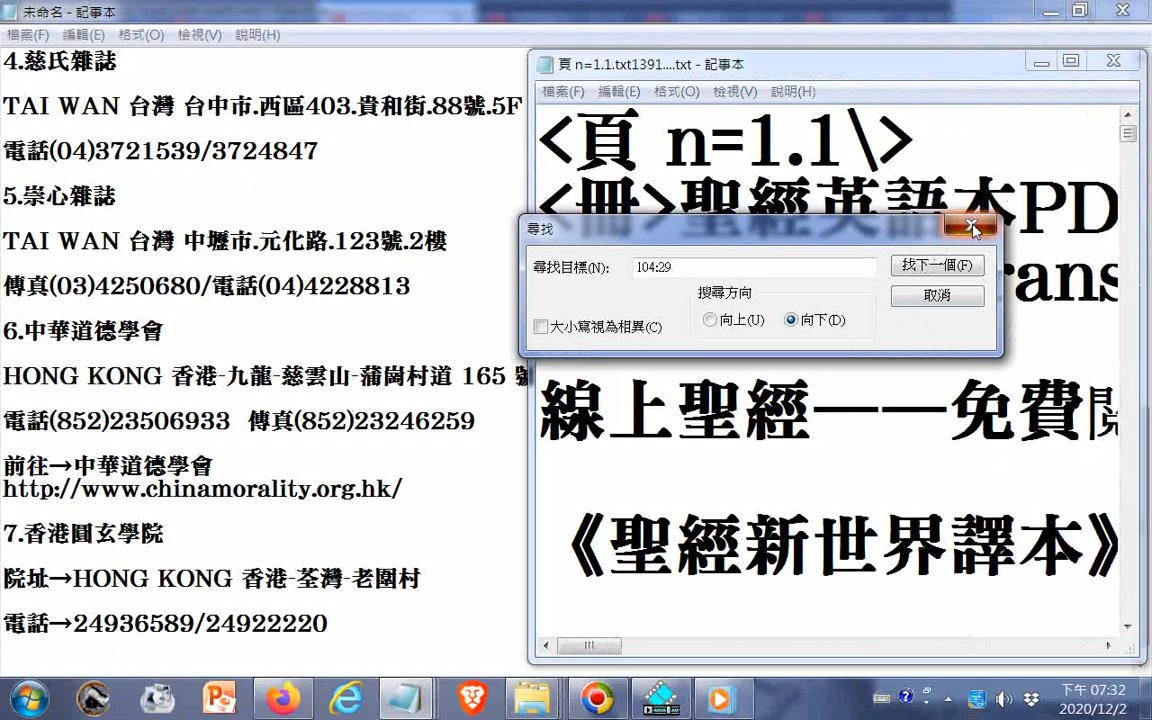 未命名 - 記事本
檔案(F) 編輯(E) 格式(O) 檢視(V) 說明(H)
4.慈氏雜誌
TAI WAN 台灣 台中市.西區403.貴和街.88號.5F
電話(04)3721539/3724847
5.崇心雜誌
TAI WAN 台灣 中壢市.元化路.123號.2樓
傳真(03)4250680/電話(04)4228813
6.中華道德學會
HONG KONG 香港-九龍-慈雲山-蒲崗村道 165 號
電話(852)23506933 傳真(852)23246259
前往→中華道德學會
http://www.chinamorality.org.hk/
7.香港圓玄學院
院址→HONG KONG 香港-荃灣-老圍村
電話→24936589/24922220
頁 n=1.1.txt1391....txt - 記事本
檔案(F) 編輯(E) 格式(O) 檢視(V) 說明(H)
<頁 n=1.1\>
<冊>聖經英語本PD
rans
尋找
尋找目標(N): 104:29
找下一個(F)
搜尋方向
取消
大小寫視為相異(C)
向上(U) 向下(D)
線上聖經——免費閱
《聖經新世界譯本》
下午 07:32
2020/12/2